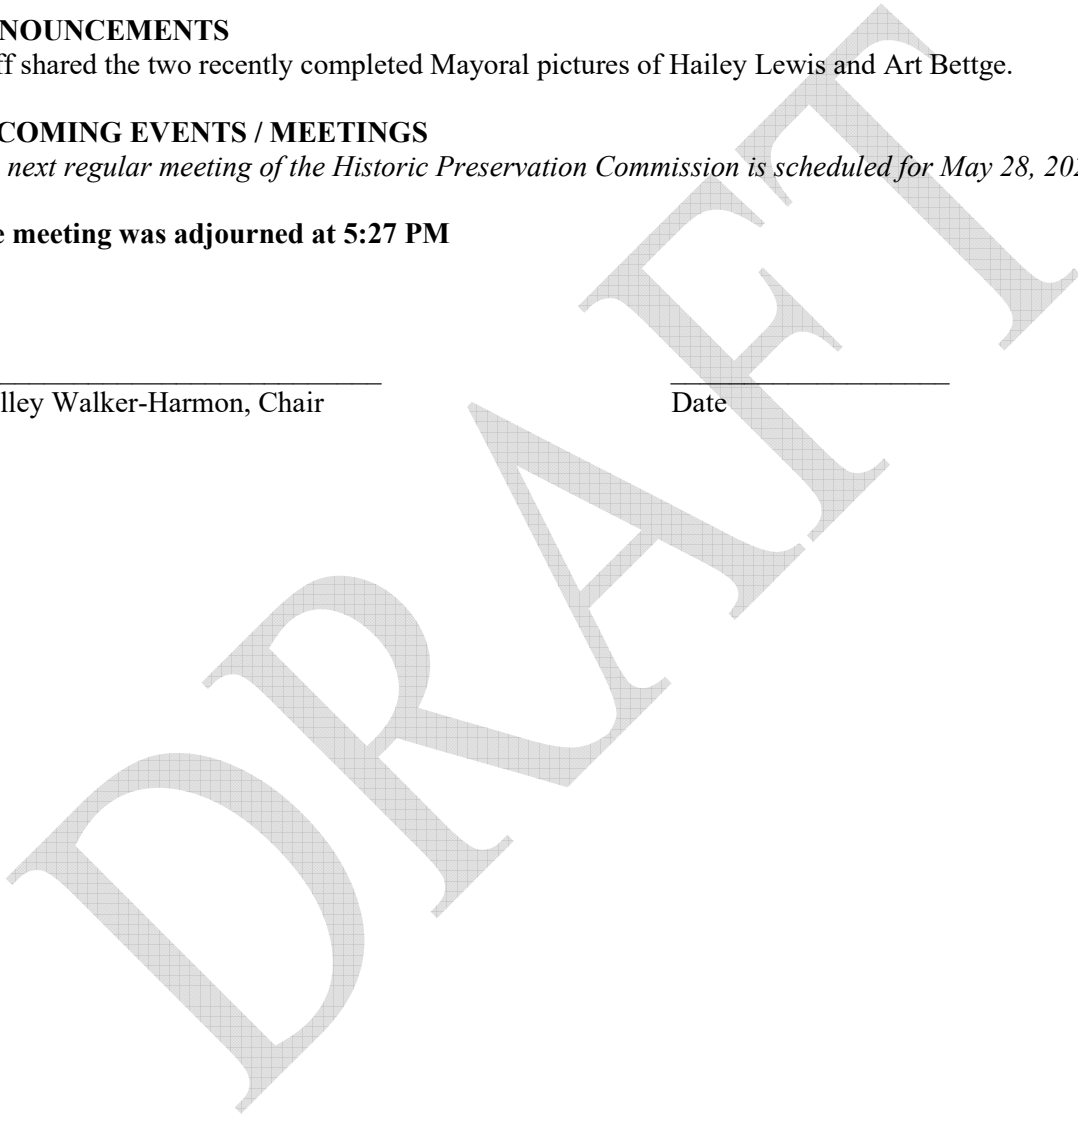 NOUNCEMENTS
ff shared the two recently completed Mayoral pictures of Hailey Lewis and Art Bettge.
COMING EVENTS / MEETINGS
next regular meeting of the Historic Preservation Commission is scheduled for May 28, 202
e meeting was adjourned at 5:27 PM
lley Walker-Harmon, Chair Date
DRAFT